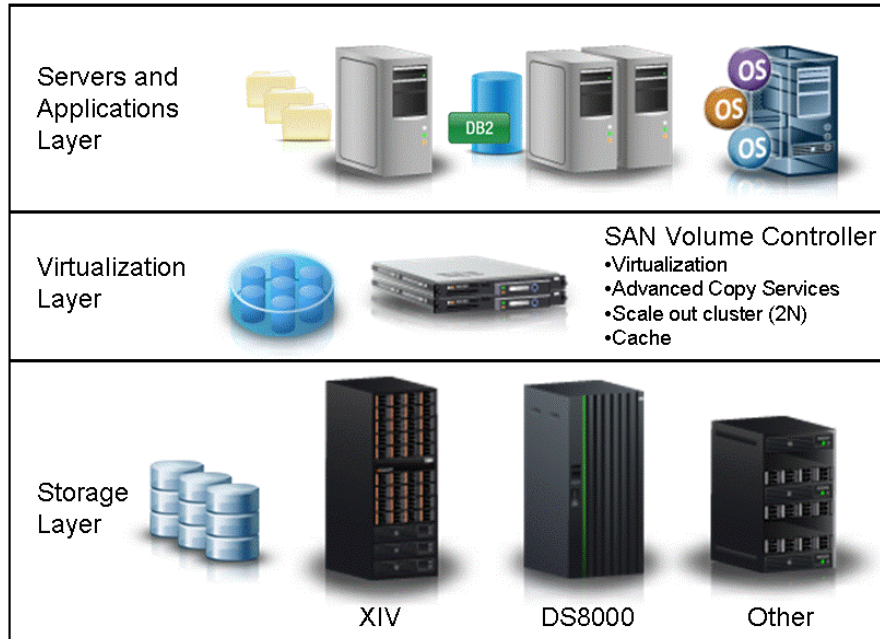 Servers and
Applications
Layer
DB2
OS
OS
OS
Virtualization
Layer
SAN Volume Controller
•Virtualization
•Advanced Copy Services
•Scale out cluster (2N)
•Cache
Storage
Layer
XIV
DS8000
Other